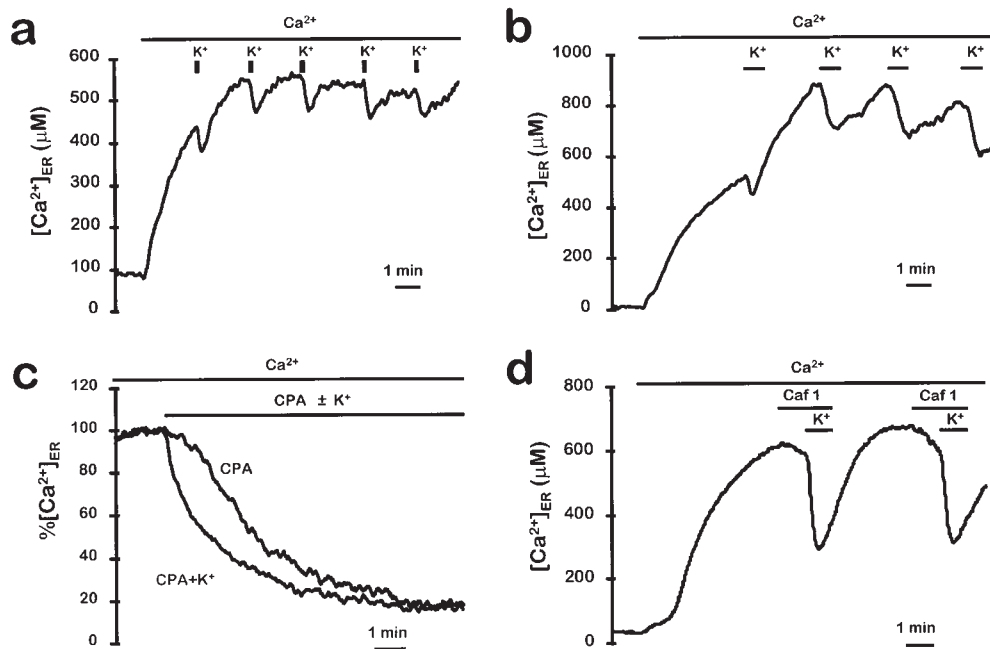 a
Ca²⁺
K⁺ K⁺ K⁺ K⁺ K⁺
[Ca²⁺]ER (µM)
600
500
400
300
200
100
0
1 min
b
Ca²⁺
K⁺ K⁺ K⁺ K⁺
[Ca²⁺]ER (µM)
1000
800
600
400
200
0
1 min
c
Ca²⁺
CPA ± K⁺
%[Ca²⁺]ER
120
100
80
60
40
20
0
CPA
CPA+K⁺
1 min
d
Ca²⁺
Caf 1 Caf 1
K⁺ K⁺
[Ca²⁺]ER (µM)
800
600
400
200
0
1 min